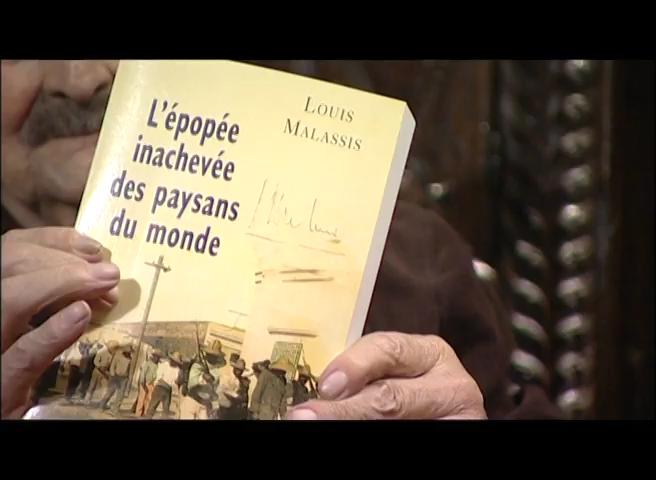 L'épopée
inachevée
des paysans
du monde
LOUIS
MALASSIS